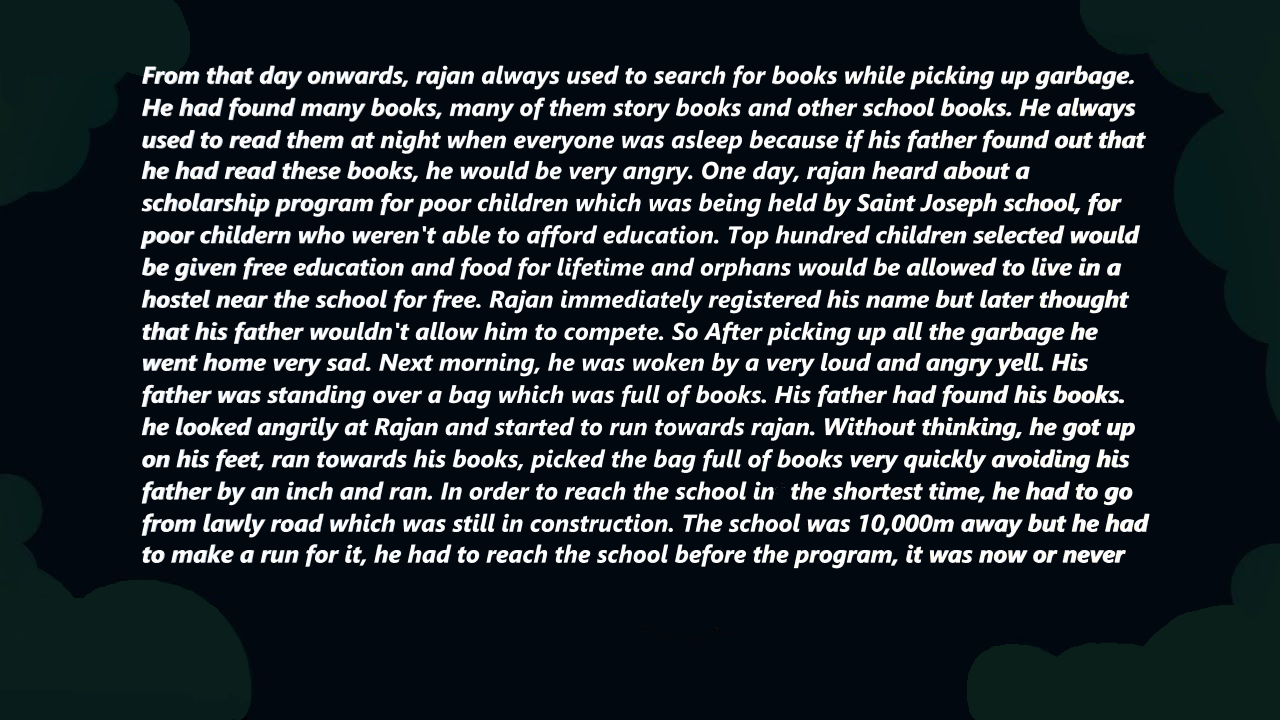 From that day onwards, rajan always used to search for books while picking up garbage.
He had found many books, many of them story books and other school books. He always
used to read them at night when everyone was asleep because if his father found out that
he had read these books, he would be very angry. One day, rajan heard about a
scholarship program for poor children which was being held by Saint Joseph school, for
poor childern who weren't able to afford education. Top hundred children selected would
be given free education and food for lifetime and orphans would be allowed to live in a
hostel near the school for free. Rajan immediately registered his name but later thought
that his father wouldn't allow him to compete. So After picking up all the garbage he
went home very sad. Next morning, he was woken by a very loud and angry yell. His
father was standing over a bag which was full of books. His father had found his books.
he looked angrily at Rajan and started to run towards rajan. Without thinking, he got up
on his feet, ran towards his books, picked the bag full of books very quickly avoiding his
father by an inch and ran. In order to reach the school in the shortest time, he had to go
from lawly road which was still in construction. The school was 10,000m away but he had
to make a run for it, he had to reach the school before the program, it was now or never